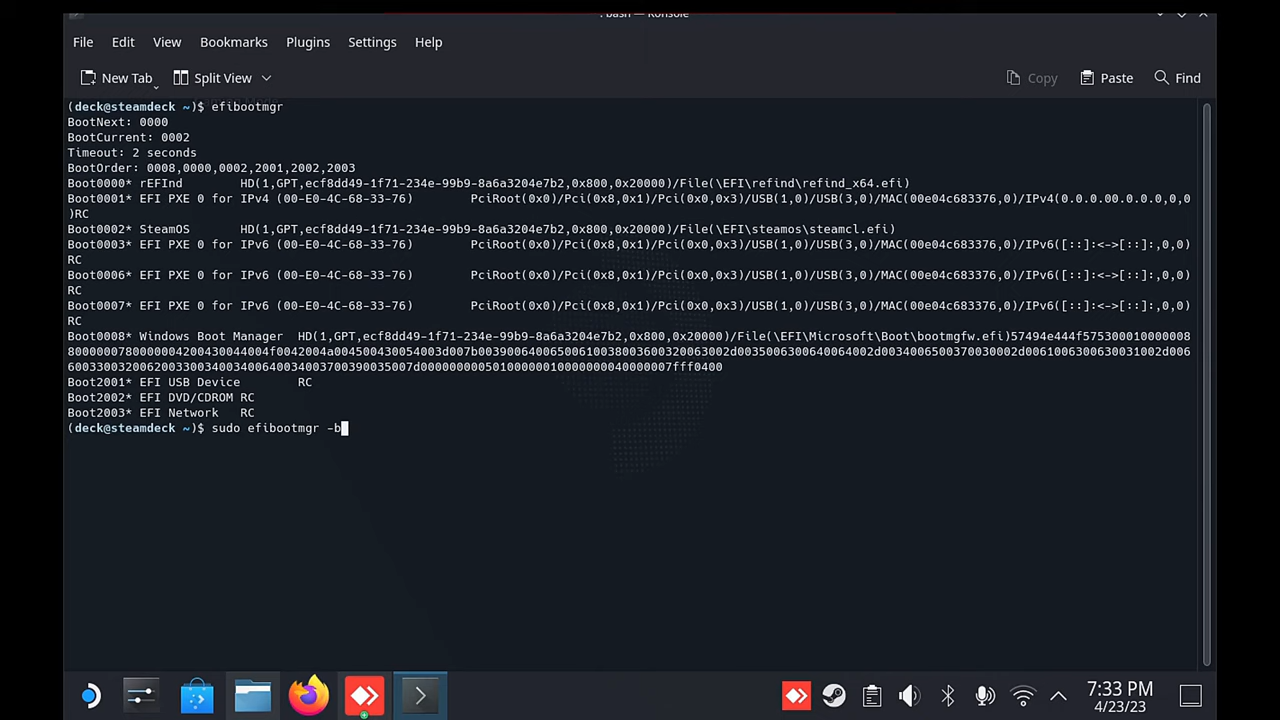 : bash — Konsole
File Edit View Bookmarks Plugins Settings Help
New Tab Split View Copy Paste Find
(deck@steamdeck ~)$ efibootmgr
BootNext: 0000
BootCurrent: 0002
Timeout: 2 seconds
BootOrder: 0008,0000,0002,2001,2002,2003
Boot0000* rEFInd HD(1,GPT,ecf8dd49-1f71-234e-99b9-8a6a3204e7b2,0x800,0x20000)/File(\EFI\refind\refind_x64.efi)
Boot0001* EFI PXE 0 for IPv4 (00-E0-4C-68-33-76) PciRoot(0x0)/Pci(0x8,0x1)/Pci(0x0,0x3)/USB(1,0)/USB(3,0)/MAC(00e04c683376,0)/IPv4(0.0.0.00.0.0.0,0,0
)RC
Boot0002* SteamOS HD(1,GPT,ecf8dd49-1f71-234e-99b9-8a6a3204e7b2,0x800,0x20000)/File(\EFI\steamos\steamcl.efi)
Boot0003* EFI PXE 0 for IPv6 (00-E0-4C-68-33-76) PciRoot(0x0)/Pci(0x8,0x1)/Pci(0x0,0x3)/USB(1,0)/USB(3,0)/MAC(00e04c683376,0)/IPv6([::]:<->[::]:,0,0)
RC
Boot0006* EFI PXE 0 for IPv6 (00-E0-4C-68-33-76) PciRoot(0x0)/Pci(0x8,0x1)/Pci(0x0,0x3)/USB(1,0)/USB(3,0)/MAC(00e04c683376,0)/IPv6([::]:<->[::]:,0,0)
RC
Boot0007* EFI PXE 0 for IPv6 (00-E0-4C-68-33-76) PciRoot(0x0)/Pci(0x8,0x1)/Pci(0x0,0x3)/USB(1,0)/USB(3,0)/MAC(00e04c683376,0)/IPv6([::]:<->[::]:,0,0)
RC
Boot0008* Windows Boot Manager HD(1,GPT,ecf8dd49-1f71-234e-99b9-8a6a3204e7b2,0x800,0x20000)/File(\EFI\Microsoft\Boot\bootmgfw.efi)57494e444f5753000100000008
8000000780000004200430044004f0042004a004500430054003d007b00390064006500610038003600320063002d0035006300640064002d0034006500370030002d0061006300630031002d006
6003300320062003300340034006400340037003900350007d00000000005010000001000000004000 0007fff0400
Boot2001* EFI USB Device RC
Boot2002* EFI DVD/CDROM RC
Boot2003* EFI Network RC
(deck@steamdeck ~)$ sudo efibootmgr -b
7:33 PM
4/23/23